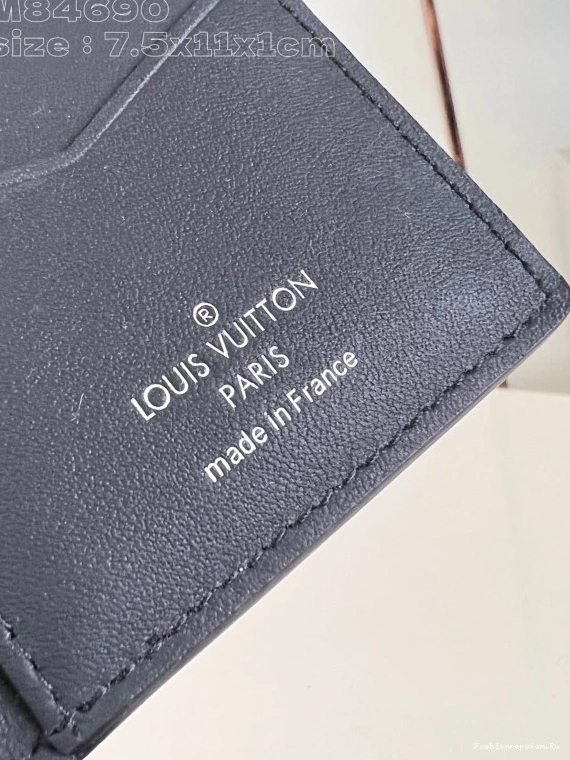 M84690
size : 7.5x11x1cm
®
LOUIS VUITTON
PARIS
made in France
Fashionrepsfam.Ru